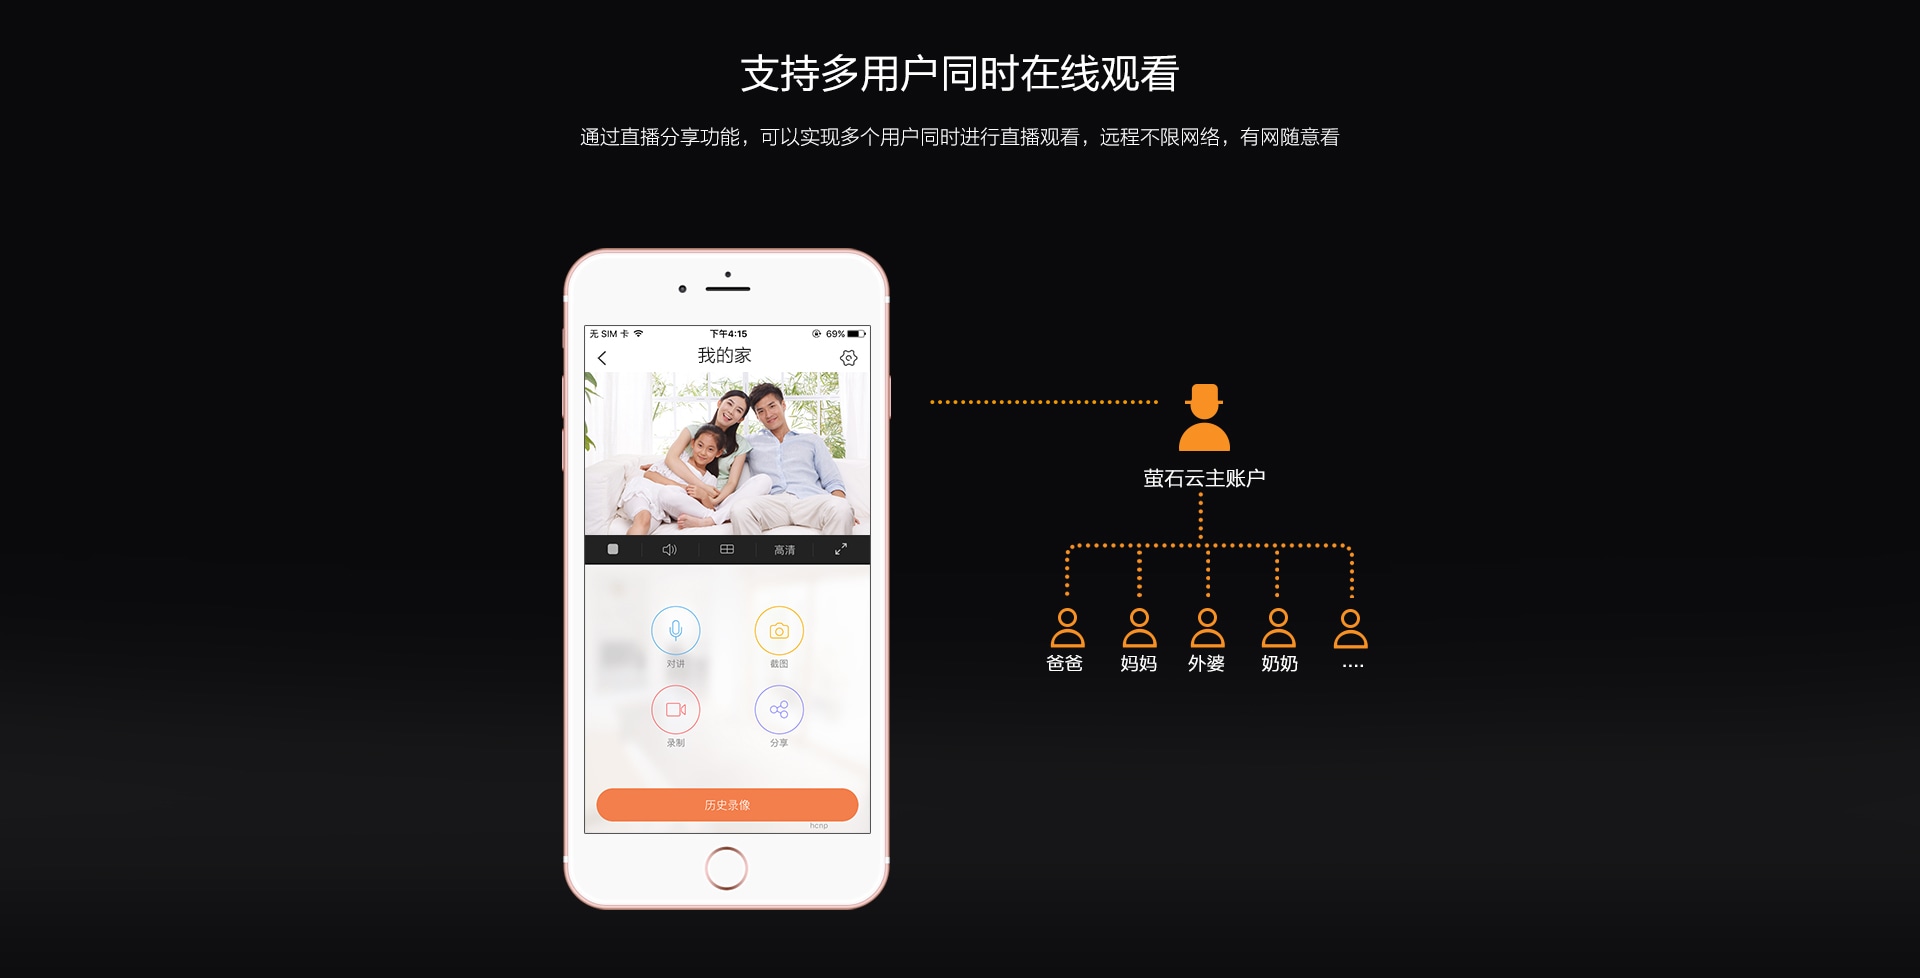 支持多用户同时在线观看
通过直播分享功能，可以实现多个用户同时进行直播观看，远程不限网络，有网随意看
无 SIM 卡
下午4:15
69%
我的家
高清
对讲
截图
录制
分享
历史录像
hcnp
萤石云主账户
爸爸
妈妈
外婆
奶奶
....